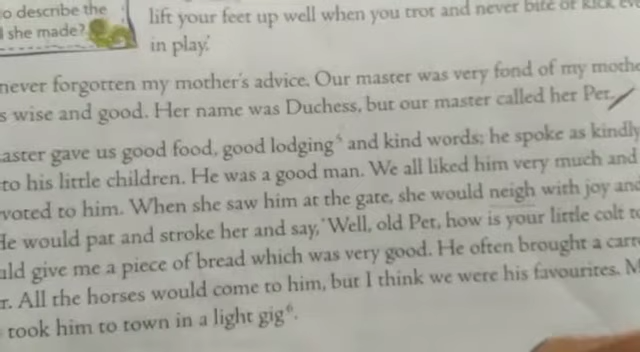 o describe the
she made?
lift your feet up well when you trot and never bite or kick eve
in play.'
never forgotten my mother's advice. Our master was very fond of my mothe
s wise and good. Her name was Duchess, but our master called her Pet.
aster gave us good food, good lodging⁵ and kind words; he spoke as kindly
to his little children. He was a good man. We all liked him very much and
voted to him. When she saw him at the gate, she would neigh with joy and
He would pat and stroke her and say, 'Well, old Pet, how is your little colt
uld give me a piece of bread which was very good. He often brought a carr
r. All the horses would come to him, but I think we were his favourites. M
took him to town in a light gig⁶.